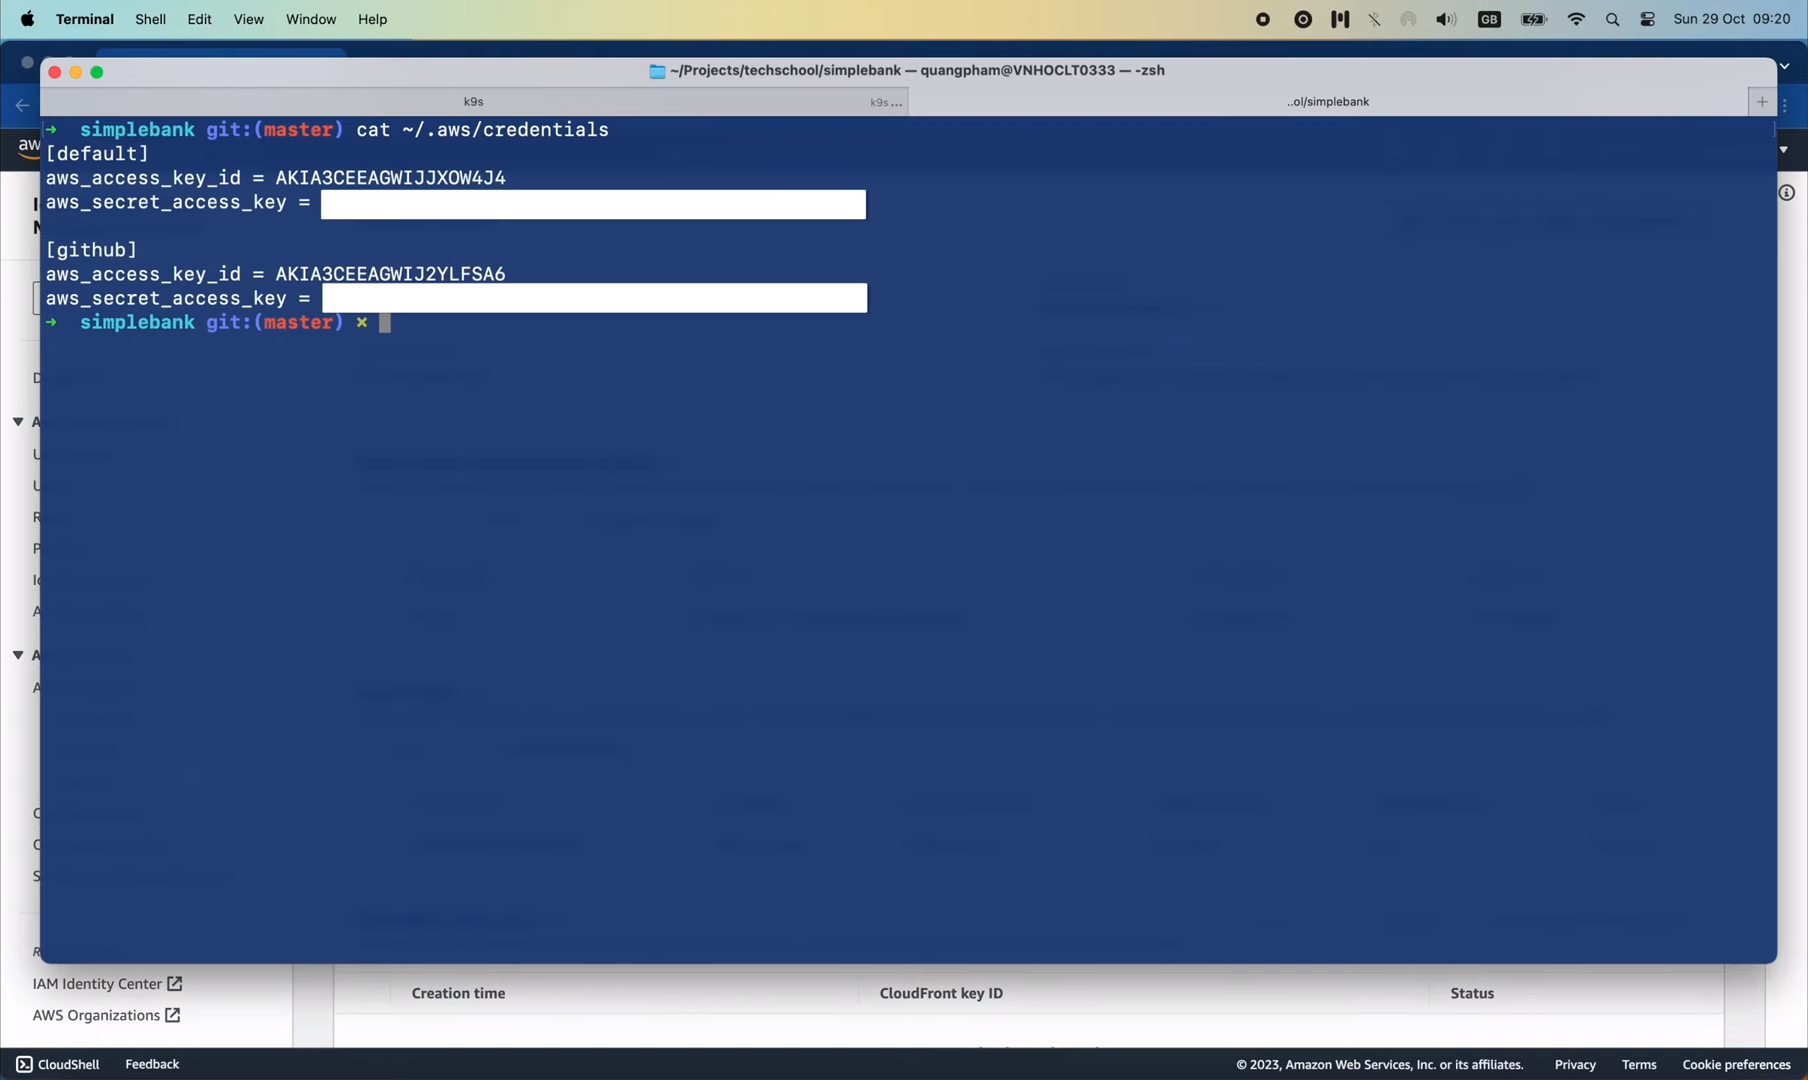 Terminal Shell Edit View Window Help
GB
Sun 29 Oct 09:20
~/Projects/techschool/simplebank — quangpham@VNHOCLT0333 — -zsh
k9s
k9s ...
..ol/simplebank
➜ simplebank git:(master) cat ~/.aws/credentials
[default]
aws_access_key_id = AKIA3CEEAGWIJJXOW4J4
aws_secret_access_key =
[github]
aws_access_key_id = AKIA3CEEAGWIJ2YLFSA6
aws_secret_access_key =
➜ simplebank git:(master) ×
IAM Identity Center
AWS Organizations
Creation time
CloudFront key ID
Status
CloudShell
Feedback
© 2023, Amazon Web Services, Inc. or its affiliates.
Privacy
Terms
Cookie preferences